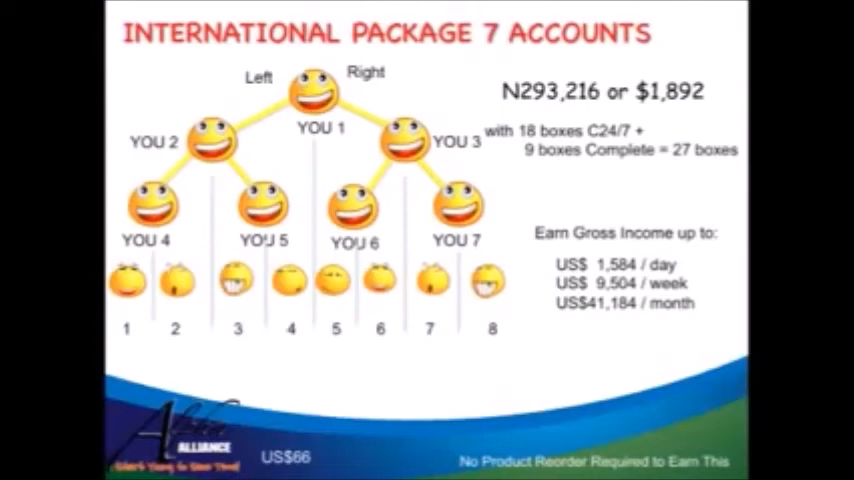 INTERNATIONAL PACKAGE 7 ACCOUNTS
Left
Right
N293,216 or $1,892
YOU 1
YOU 2
YOU 3
with 18 boxes C24/7 +
9 boxes Complete = 27 boxes
YOU 4
YOU 5
YOU 6
YOU 7
Earn Gross Income up to:
US$ 1,584 / day
US$ 9,504 / week
US$41,184 / month
1 2 3 4 5 6 7 8
ALLIANCE
US$66
No Product Reorder Required to Earn This